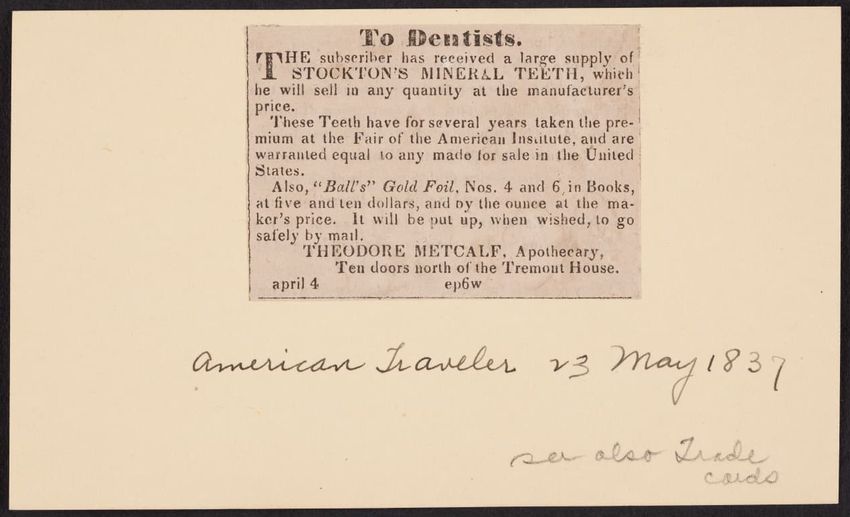 To Dentists.
THE subscriber has received a large supply of
STOCKTON'S MINERAL TEETH, which
he will sell in any quantity at the manufacturer's
price.
These Teeth have for several years taken the pre-
mium at the Fair of the American Institute, and are
warranted equal to any made for sale in the United
States.
Also, "Ball's" Gold Foil, Nos. 4 and 6, in Books,
at five and ten dollars, and by the ounce at the ma-
ker's price. It will be put up, when wished, to go
safely by mail.
THEODORE METCALF, Apothecary,
Ten doors north of the Tremont House.
april 4 ep6w
American Traveler 23 May 1837
see also Trade
cards